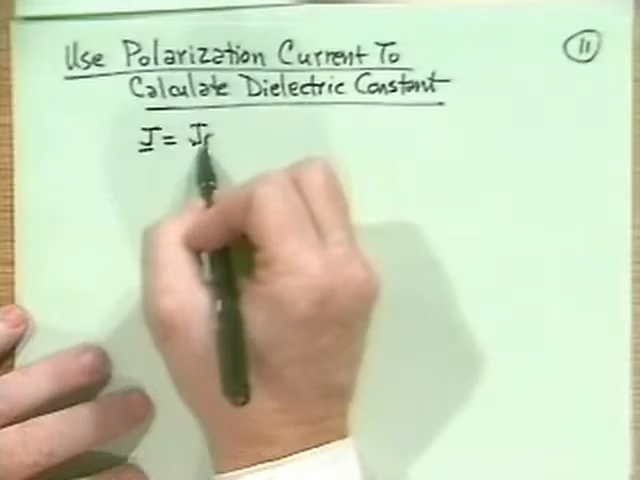 Use Polarization Current To (11)
Calculate Dielectric Constant
J = J